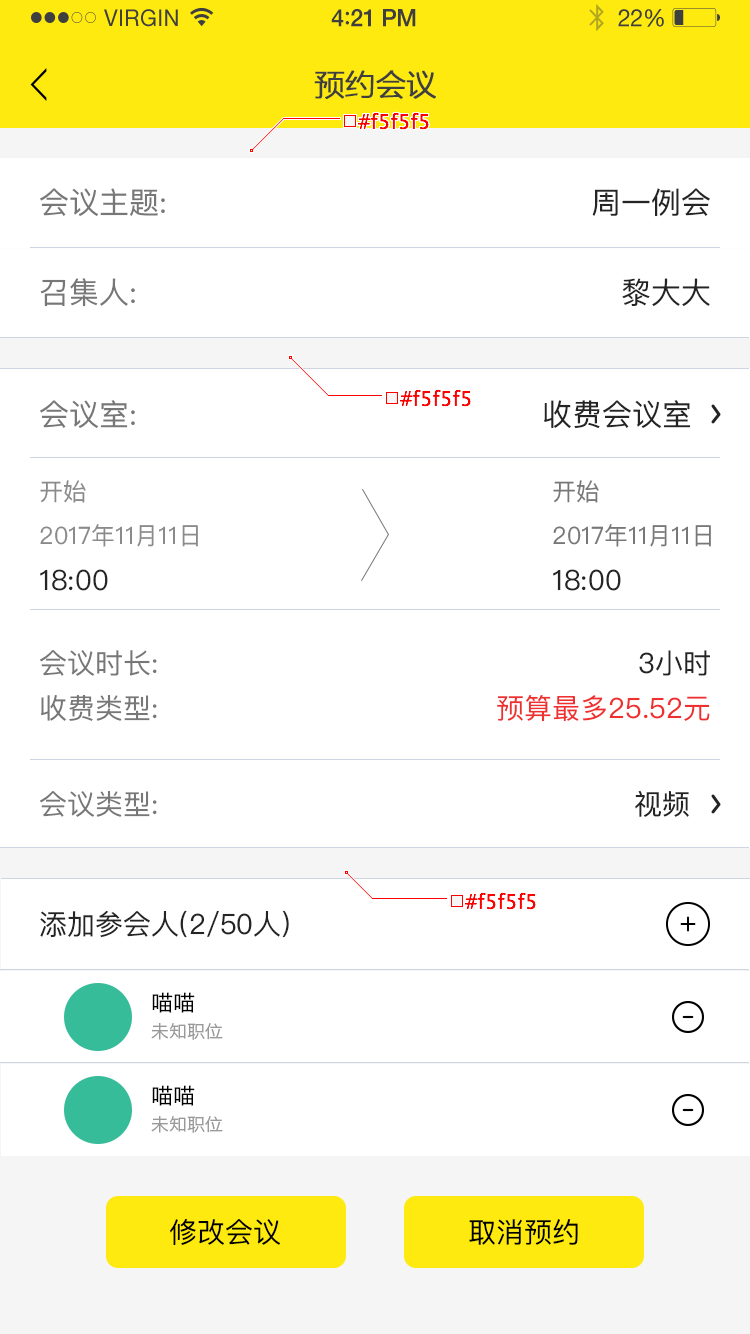 VIRGIN 4:21 PM 22%
预约会议
#f5f5f5
会议主题: 周一例会
召集人: 黎大大
#f5f5f5
会议室: 收费会议室
开始 开始
2017年11月11日 2017年11月11日
18:00 18:00
会议时长: 3小时
收费类型: 预算最多25.52元
会议类型: 视频
#f5f5f5
添加参会人(2/50人)
喵喵
未知职位
喵喵
未知职位
修改会议 取消预约